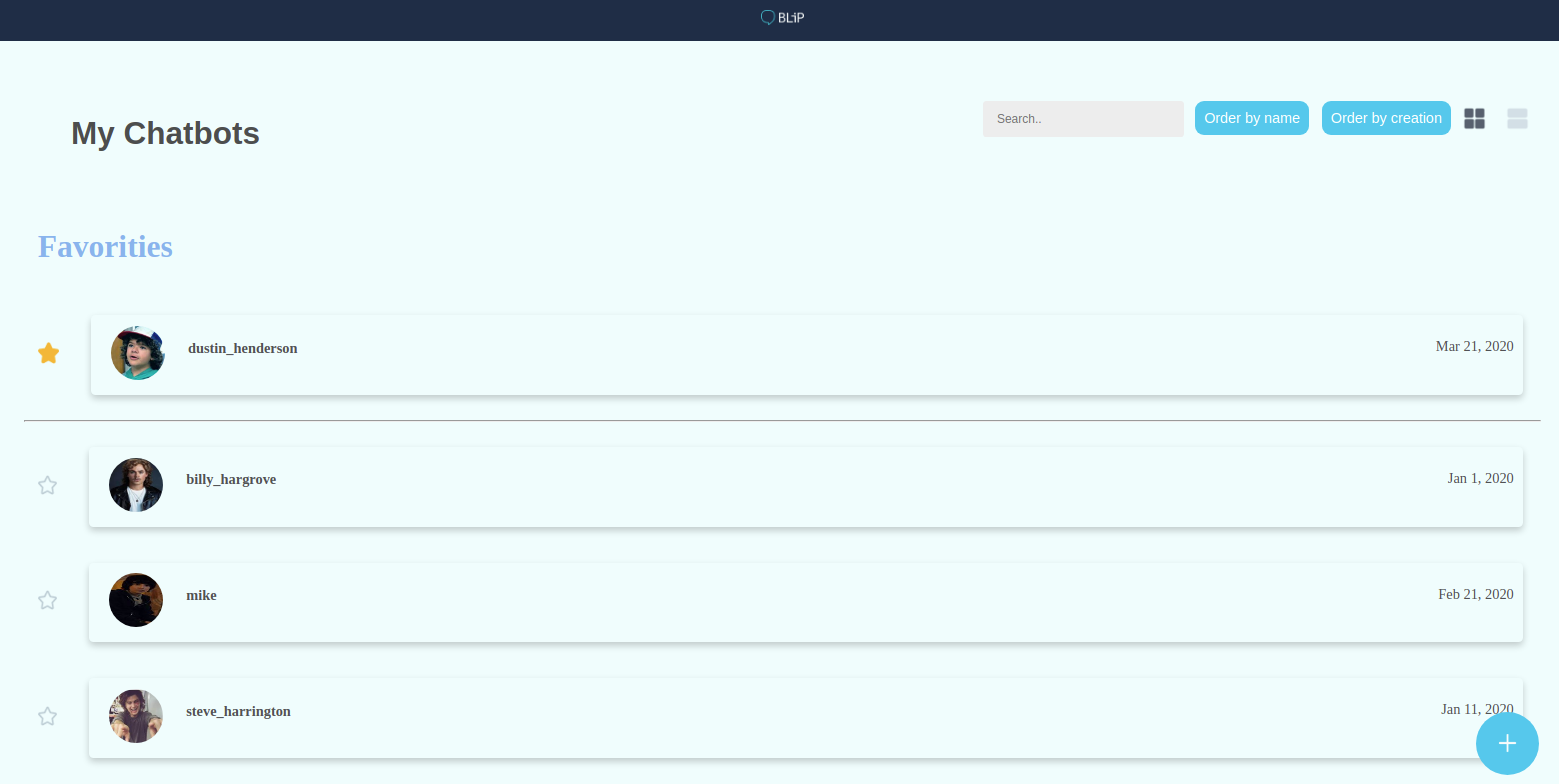 BLiP
My Chatbots
Search..
Order by name
Order by creation
Favorities
dustin_henderson
Mar 21, 2020
billy_hargrove
Jan 1, 2020
mike
Feb 21, 2020
steve_harrington
Jan 11, 2020
+